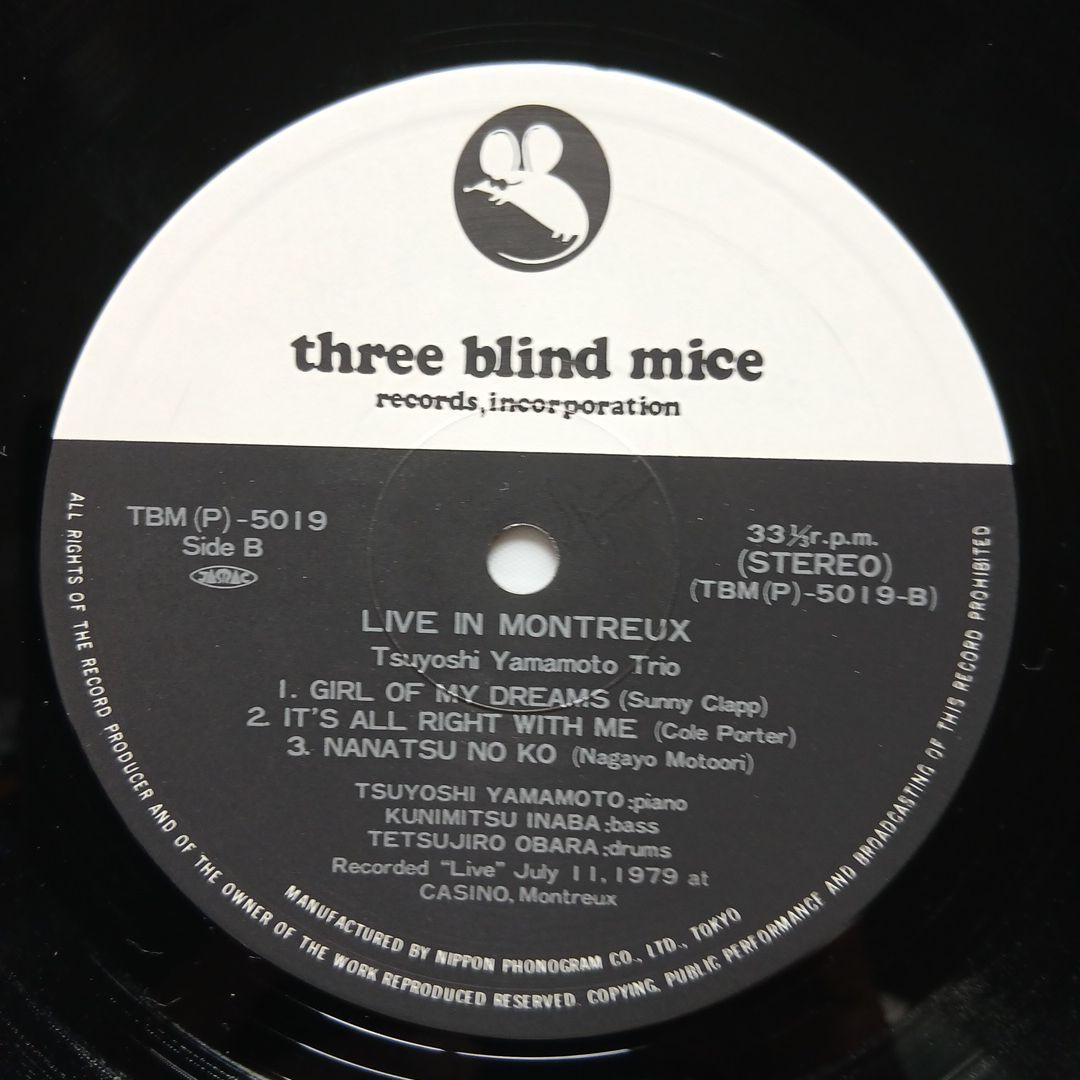 three blind mice
records, incorporation
TBM (P) -5019
Side B
JASRAC
33⅓r.p.m.
(STEREO)
(TBM (P) -5019-B)
LIVE IN MONTREUX
Tsuyoshi Yamamoto Trio
1. GIRL OF MY DREAMS (Sunny Clapp)
2. IT'S ALL RIGHT WITH ME (Cole Porter)
3. NANATSU NO KO (Nagayo Motoori)
TSUYOSHI YAMAMOTO:piano
KUNIMITSU INABA:bass
TETSUJIRO OBARA:drums
Recorded "Live" July 11, 1979 at
CASINO, Montreux
MANUFACTURED BY NIPPON PHONOGRAM CO., LTD., TOKYO
ALL RIGHTS OF THE RECORD PRODUCER AND OF THE OWNER OF THE WORK REPRODUCED RESERVED. COPYING, PUBLIC PERFORMANCE AND BROADCASTING OF THIS RECORD PROHIBITED